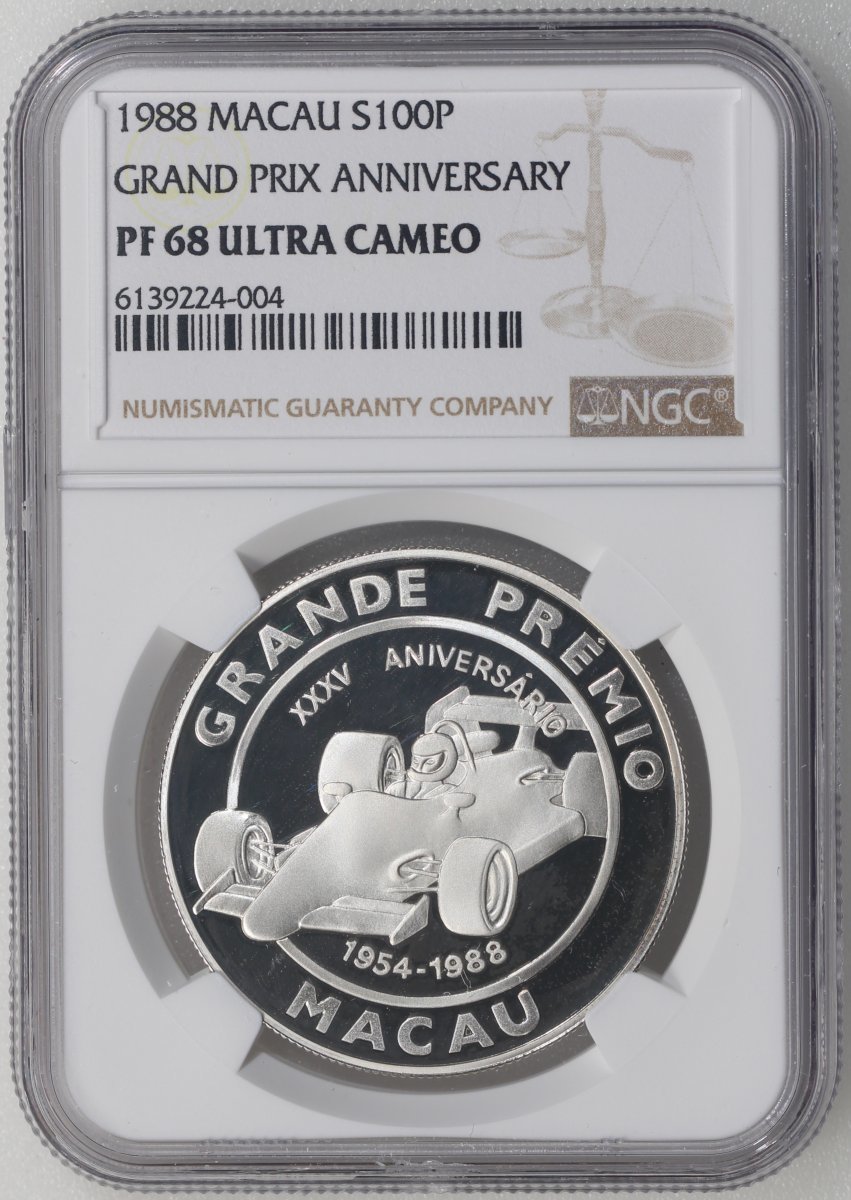 1988 MACAU S100P
GRAND PRIX ANNIVERSARY
PF 68 ULTRA CAMEO
6139224-004
NUMISMATIC GUARANTY COMPANY
NGC®
GRANDE PRÉMIO
XXXV ANIVERSÁRIO
1954-1988
MACAU